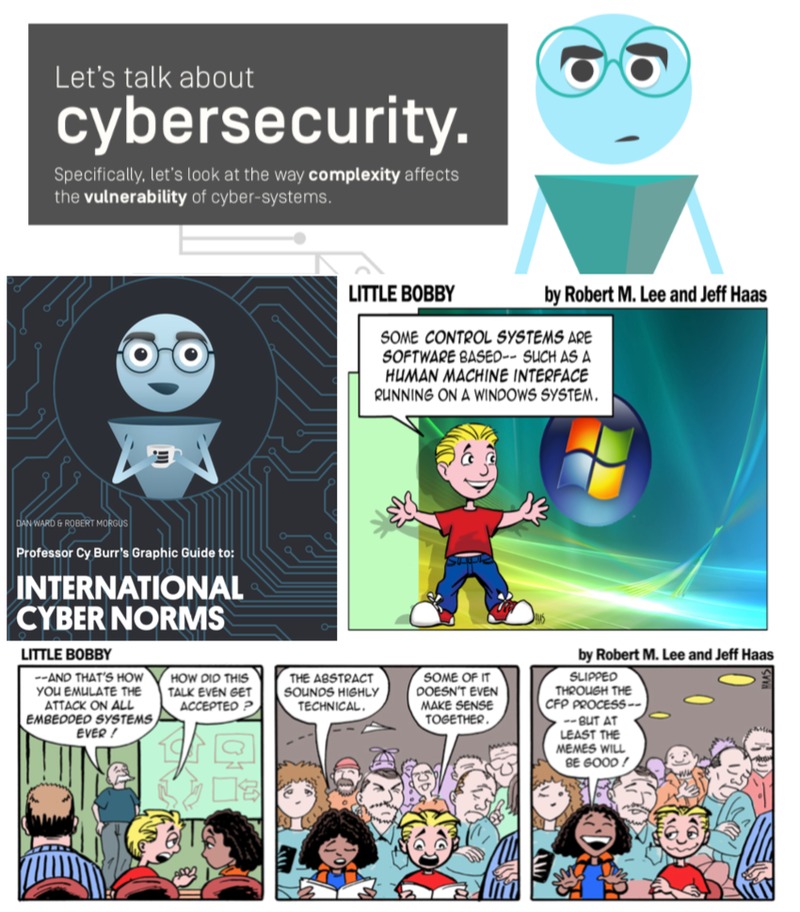 Let's talk about
cybersecurity.
Specifically, let's look at the way complexity affects
the vulnerability of cyber-systems.
DAN WARD & ROBERT MORGUS
Professor Cy Burr's Graphic Guide to:
INTERNATIONAL
CYBER NORMS
LITTLE BOBBY
by Robert M. Lee and Jeff Haas
SOME CONTROL SYSTEMS ARE
SOFTWARE BASED-- SUCH AS A
HUMAN MACHINE INTERFACE
RUNNING ON A WINDOWS SYSTEM.
LITTLE BOBBY
by Robert M. Lee and Jeff Haas
--AND THAT'S HOW
YOU EMULATE THE
ATTACK ON ALL
EMBEDDED SYSTEMS
EVER!
HOW DID THIS
TALK EVEN GET
ACCEPTED?
THE ABSTRACT
SOUNDS HIGHLY
TECHNICAL.
SOME OF IT
DOESN'T EVEN
MAKE SENSE
TOGETHER.
SLIPPED
THROUGH THE
CFP PROCESS--
--BUT AT
LEAST THE
MEMES WILL
BE GOOD!
HAAS